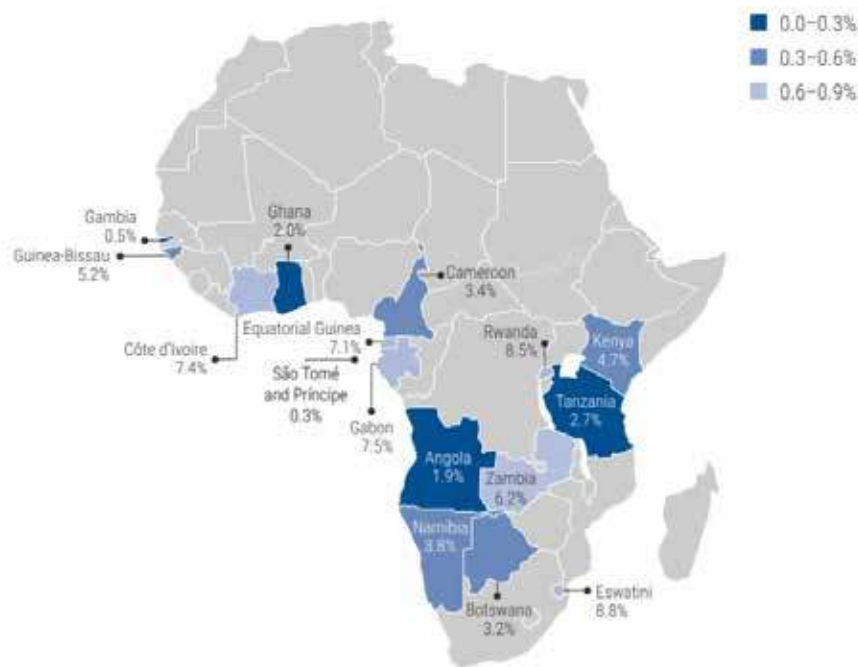 0.0–0.3%
0.3–0.6%
0.6–0.9%
Gambia
0.5%
Ghana
2.0%
Guinea-Bissau
5.2%
Cameroon
3.4%
Equatorial Guinea
7.1%
Côte d'Ivoire
7.4%
São Tomé
and Príncipe
0.3%
Gabon
7.5%
Rwanda
8.5%
Kenya
4.7%
Tanzania
2.7%
Angola
1.9%
Zambia
6.2%
Namibia
3.8%
Botswana
3.2%
Eswatini
8.8%